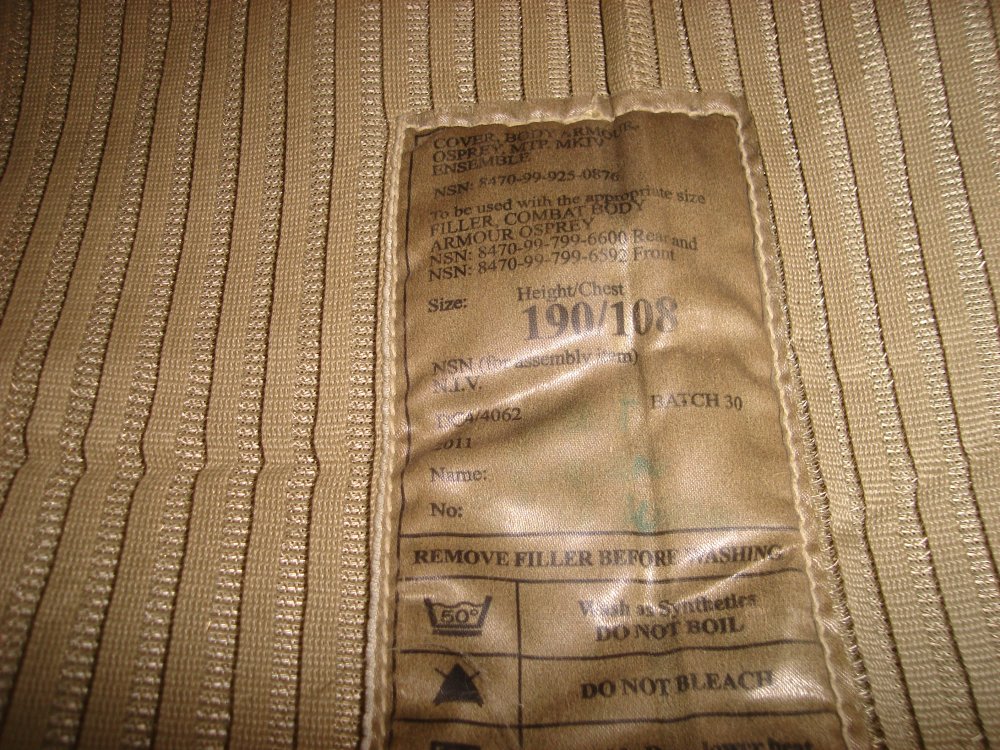 COVER, BODY ARMOUR,
OSPREY, MTP, MKIV
ENSEMBLE
NSN: 8470-99-925-0876
To be used with the appropriate size
FILLER, COMBAT BODY
ARMOUR OSPREY
NSN: 8470-99-799-6600 Rear and
NSN: 8470-99-799-6592 Front
Size: Height/Chest
190/108
NSN (for assembly item)
N.I.V.
BATCH 30
2011
Name:
No:
REMOVE FILLER BEFORE WASHING
50°
Wash as Synthetics
DO NOT BOIL
DO NOT BLEACH